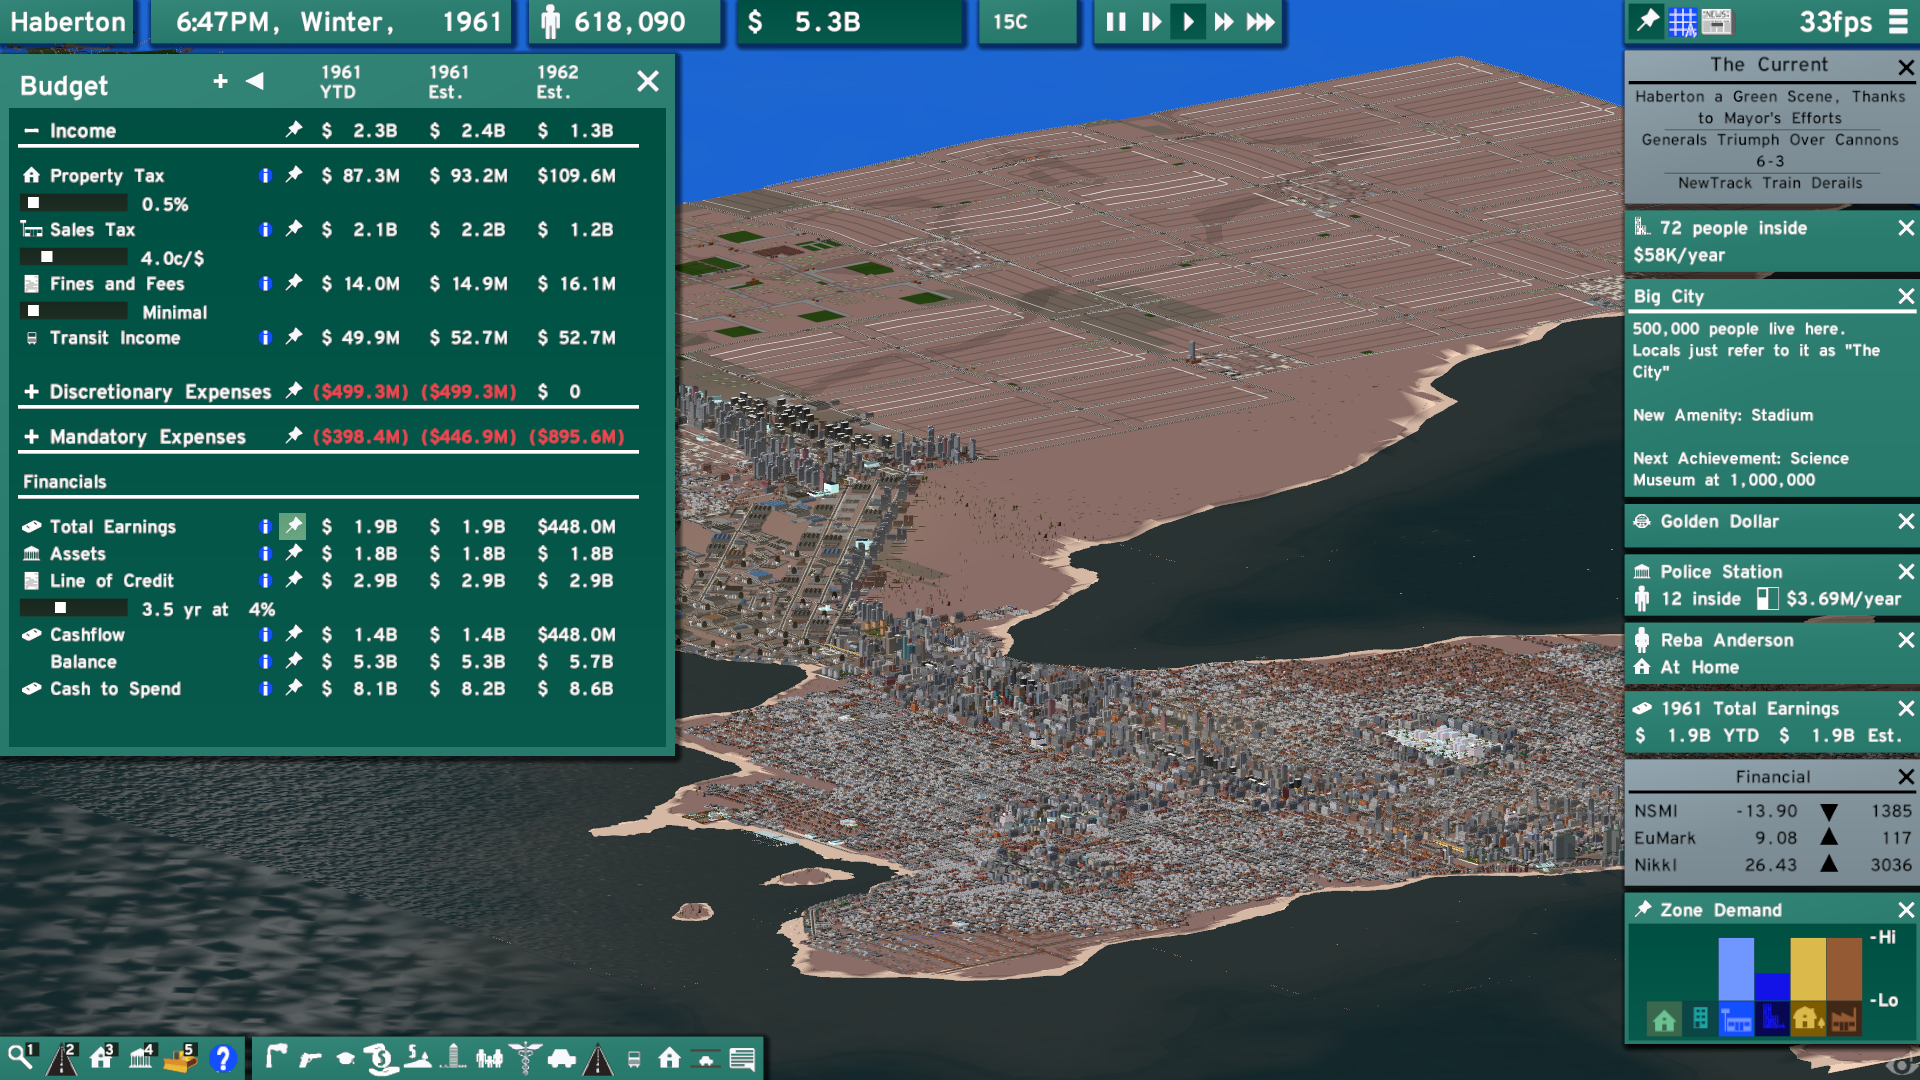 Haberton
6:47PM, Winter, 1961
618,090
$ 5.3B
15C
33fps
Budget + 1961 YTD 1961 Est. 1962 Est.
Income $ 2.3B $ 2.4B $ 1.3B
Property Tax $ 87.3M $ 93.2M $109.6M
0.5%
Sales Tax $ 2.1B $ 2.2B $ 1.2B
4.0c/$
Fines and Fees $ 14.0M $ 14.9M $ 16.1M
Minimal
Transit Income $ 49.9M $ 52.7M $ 52.7M
+ Discretionary Expenses ($499.3M) ($499.3M) $ 0
+ Mandatory Expenses ($398.4M) ($446.9M) ($895.6M)
Financials
Total Earnings $ 1.9B $ 1.9B $448.0M
Assets $ 1.8B $ 1.8B $ 1.8B
Line of Credit $ 2.9B $ 2.9B $ 2.9B
3.5 yr at 4%
Cashflow $ 1.4B $ 1.4B $448.0M
Balance $ 5.3B $ 5.3B $ 5.7B
Cash to Spend $ 8.1B $ 8.2B $ 8.6B
The Current
Haberton a Green Scene, Thanks
to Mayor's Efforts
Generals Triumph Over Cannons
6-3
NewTrack Train Derails
72 people inside
$58K/year
Big City
500,000 people live here.
Locals just refer to it as "The
City"
New Amenity: Stadium
Next Achievement: Science
Museum at 1,000,000
Golden Dollar
Police Station
12 inside $3.69M/year
Reba Anderson
At Home
1961 Total Earnings
$ 1.9B YTD $ 1.9B Est.
Financial
NSMI -13.90 ▼ 1385
EuMark 9.08 ▲ 117
NikkI 26.43 ▲ 3036
Zone Demand
-Hi
-Lo
1 2 3 4 5 ?